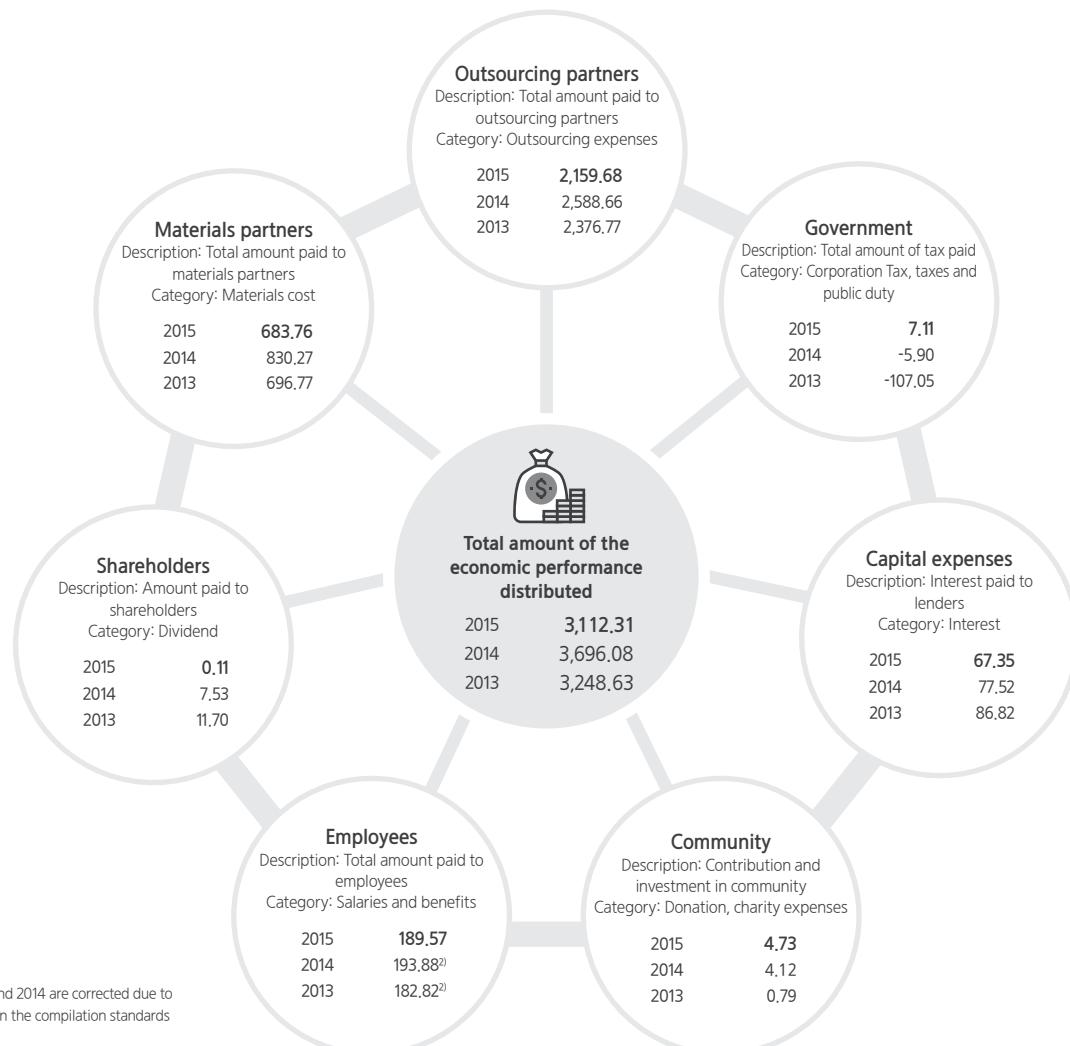 Outsourcing partners
Description: Total amount paid to
outsourcing partners
Category: Outsourcing expenses
2015 2,159.68
2014 2,588.66
2013 2,376.77
Materials partners
Description: Total amount paid to
materials partners
Category: Materials cost
2015 683.76
2014 830.27
2013 696.77
Government
Description: Total amount of tax paid
Category: Corporation Tax, taxes and
public duty
2015 7.11
2014 -5.90
2013 -107.05
$
Total amount of the
economic performance
distributed
2015 3,112.31
2014 3,696.08
2013 3,248.63
Shareholders
Description: Amount paid to
shareholders
Category: Dividend
2015 0.11
2014 7.53
2013 11.70
Capital expenses
Description: Interest paid to
lenders
Category: Interest
2015 67.35
2014 77.52
2013 86.82
Employees
Description: Total amount paid to
employees
Category: Salaries and benefits
2015 189.57
2014 193.88²⁾
2013 182.82²⁾
Community
Description: Contribution and
investment in community
Category: Donation, charity expenses
2015 4.73
2014 4.12
2013 0.79
2014 are corrected due to
the compilation standards